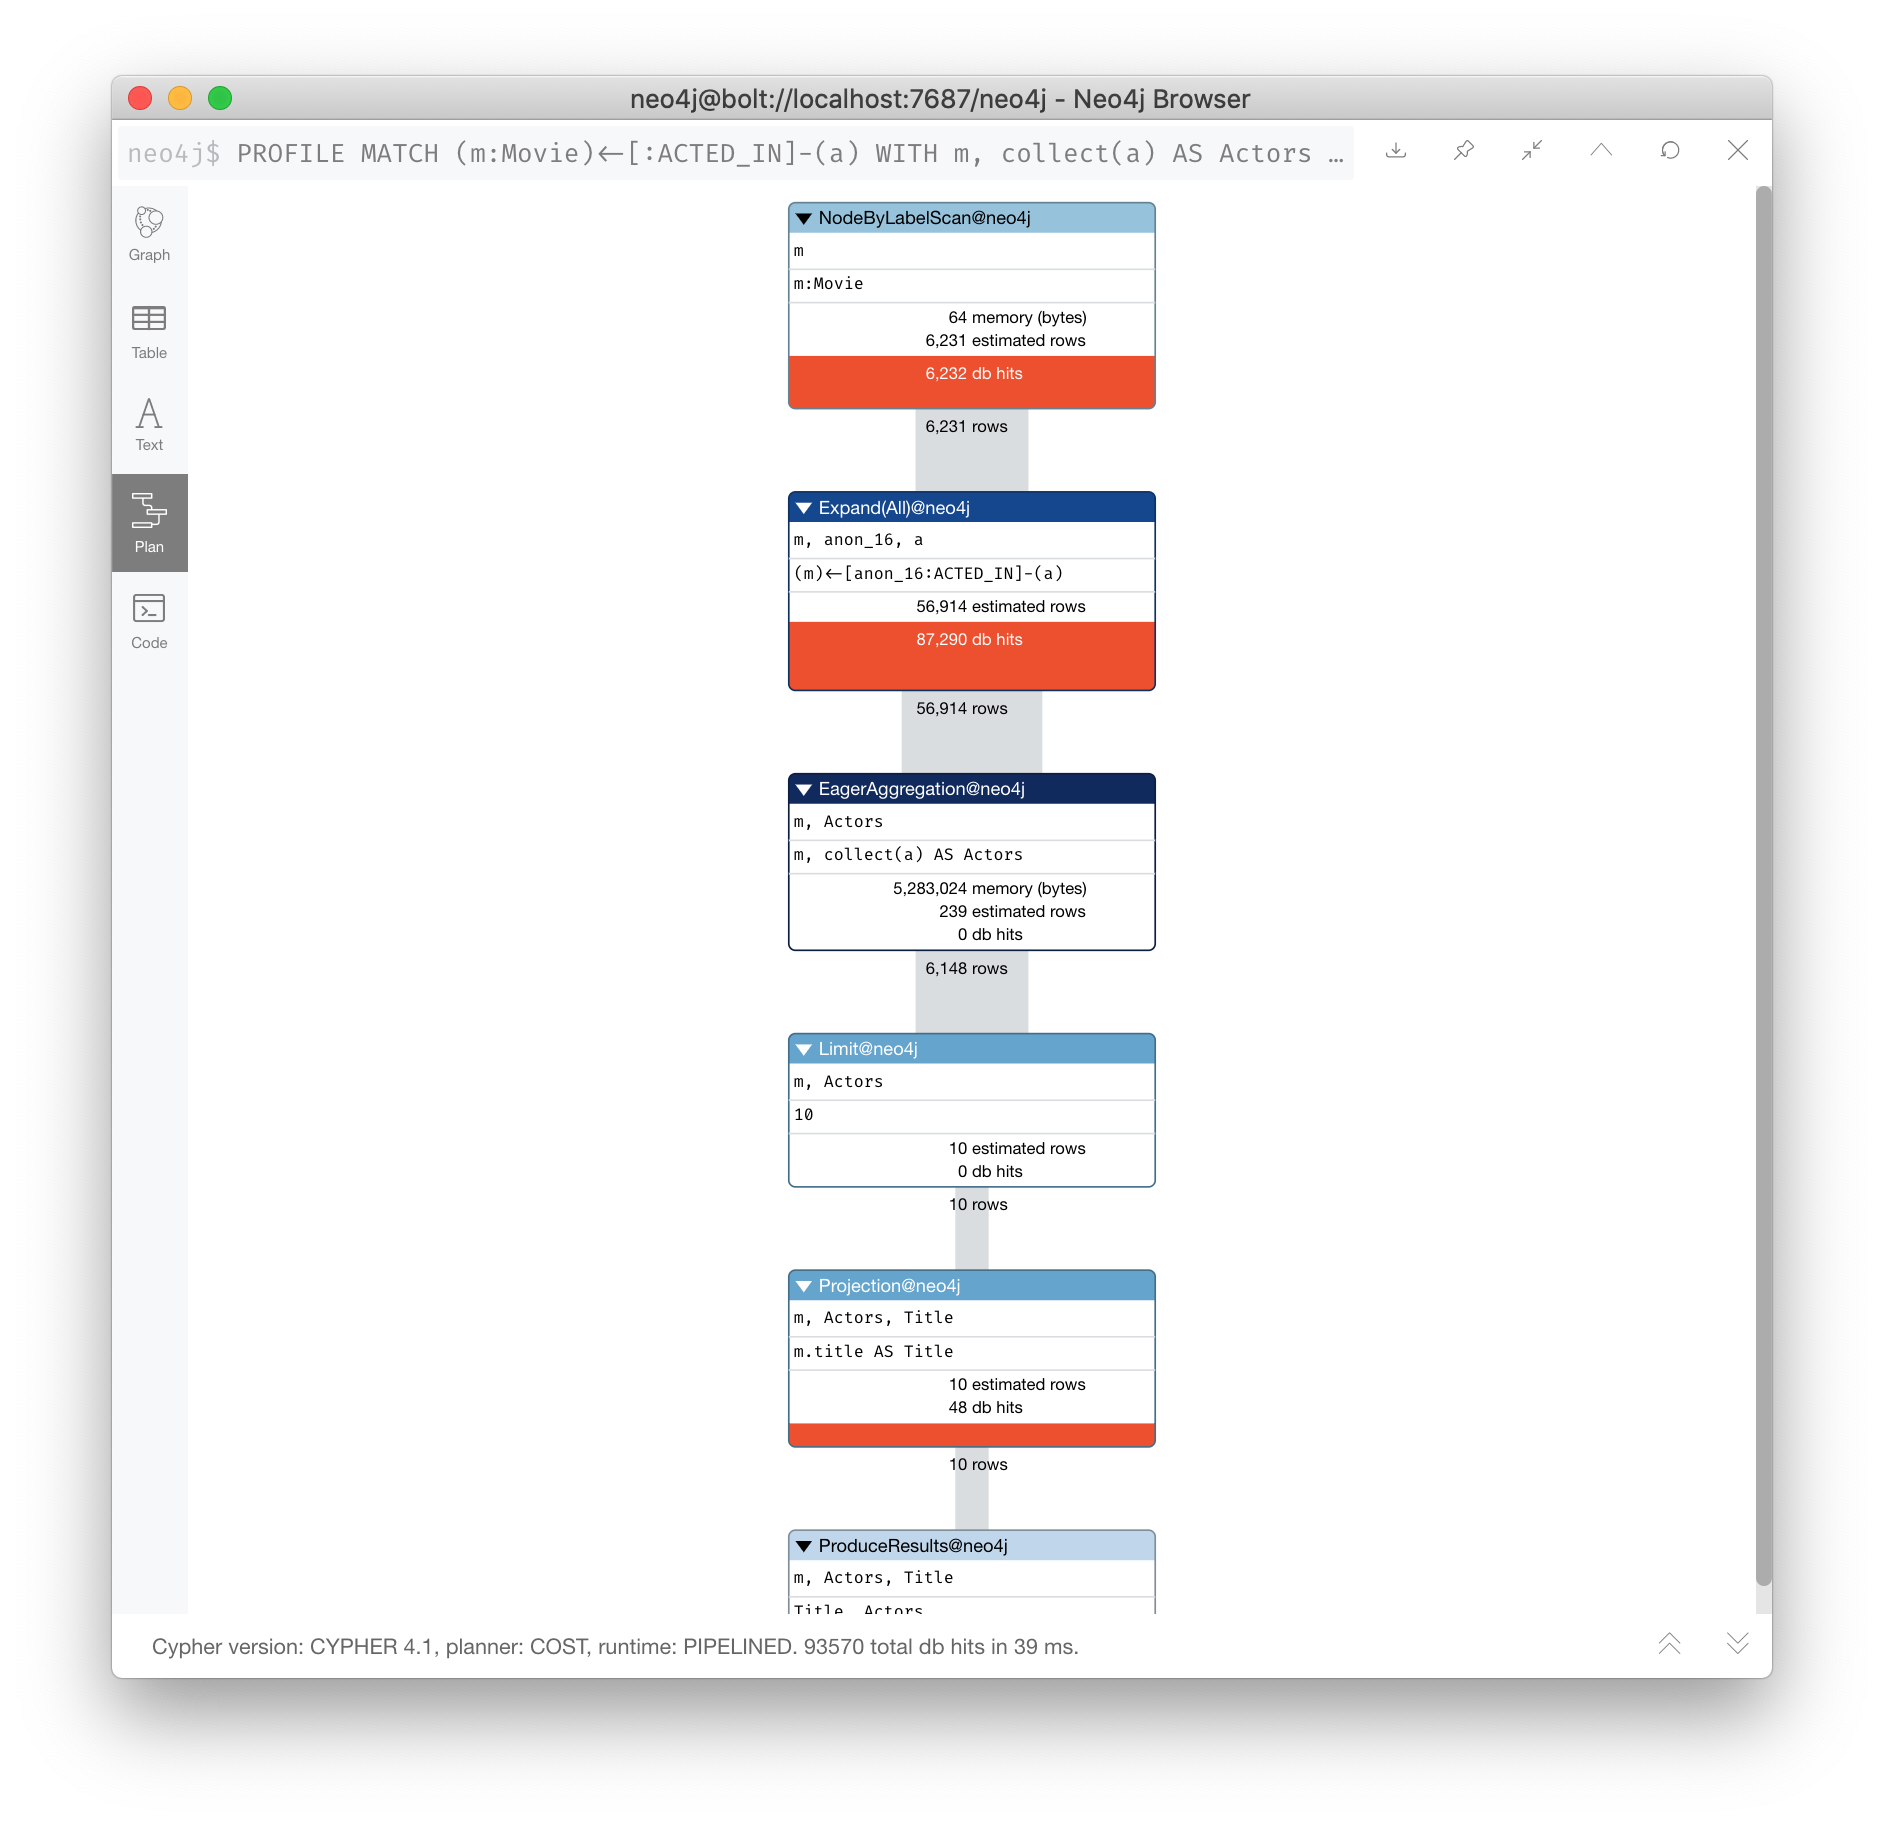 neo4j@bolt://localhost:7687/neo4j - Neo4j Browser
neo4j$ PROFILE MATCH (m:Movie)<-[:ACTED_IN]-(a) WITH m, collect(a) AS Actors …
Graph
Table
Text
Plan
Code
NodeByLabelScan@neo4j
m
m:Movie
64 memory (bytes)
6,231 estimated rows
6,232 db hits
6,231 rows
Expand(All)@neo4j
m, anon_16, a
(m)<-[anon_16:ACTED_IN]-(a)
56,914 estimated rows
87,290 db hits
56,914 rows
EagerAggregation@neo4j
m, Actors
m, collect(a) AS Actors
5,283,024 memory (bytes)
239 estimated rows
0 db hits
6,148 rows
Limit@neo4j
m, Actors
10
10 estimated rows
0 db hits
10 rows
Projection@neo4j
m, Actors, Title
m.title AS Title
10 estimated rows
48 db hits
10 rows
ProduceResults@neo4j
m, Actors, Title
Title, Actors
Cypher version: CYPHER 4.1, planner: COST, runtime: PIPELINED. 93570 total db hits in 39 ms.